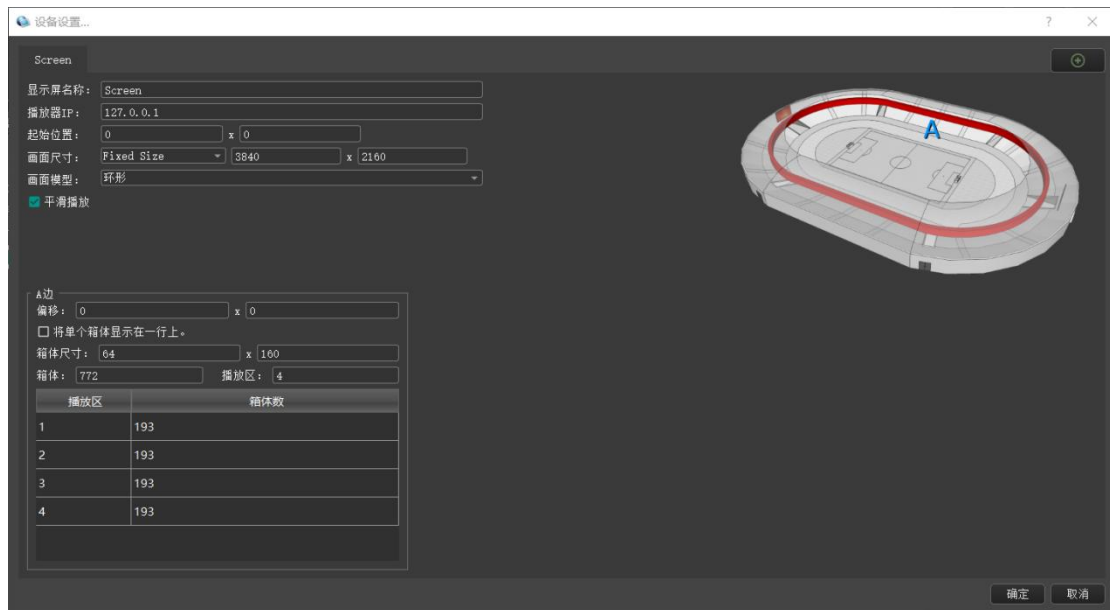 设备设置...
Screen
显示屏名称: Screen
播放器IP: 127.0.0.1
起始位置: 0 x 0
画面尺寸: Fixed Size 3840 x 2160
画面模型: 环形
平滑播放
A
A边
偏移: 0 x 0
将单个箱体显示在一行上。
箱体尺寸: 64 x 160
箱体: 772 播放区: 4
播放区 箱体数
1 193
2 193
3 193
4 193
确定 取消